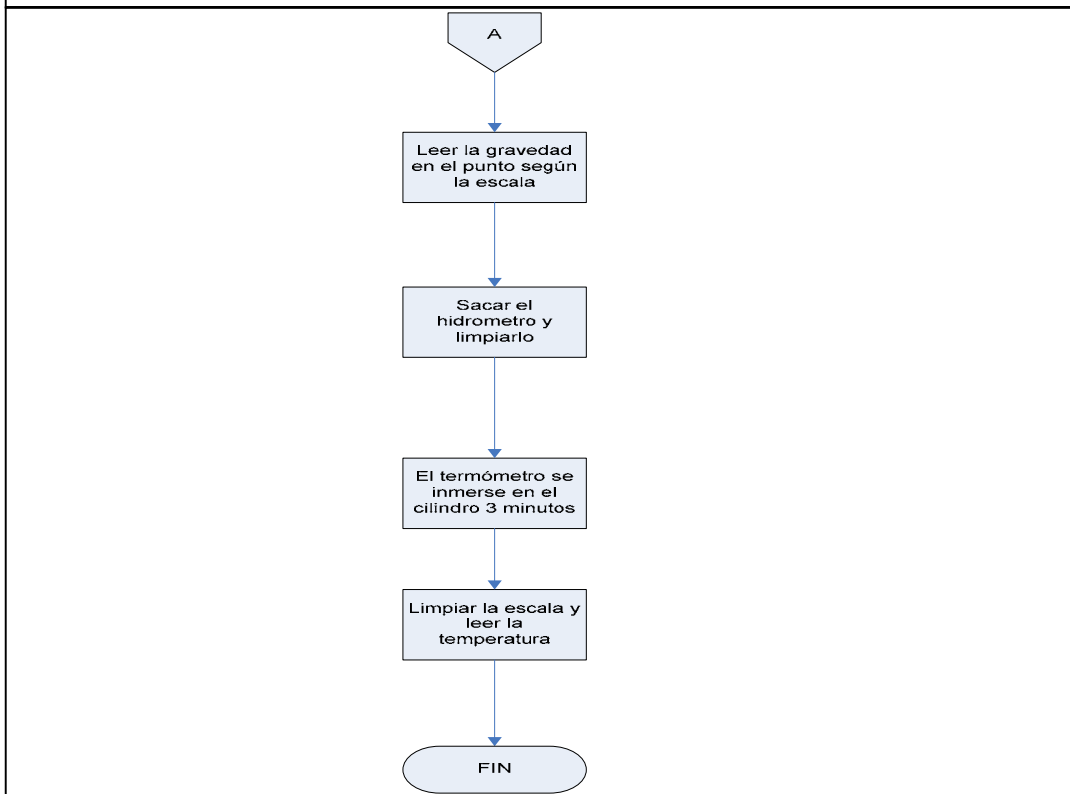 A
Leer la gravedad
en el punto según
la escala
Sacar el
hidrometro y
limpiarlo
El termómetro se
inmerse en el
cilindro 3 minutos
Limpiar la escala y
leer la
temperatura
FIN